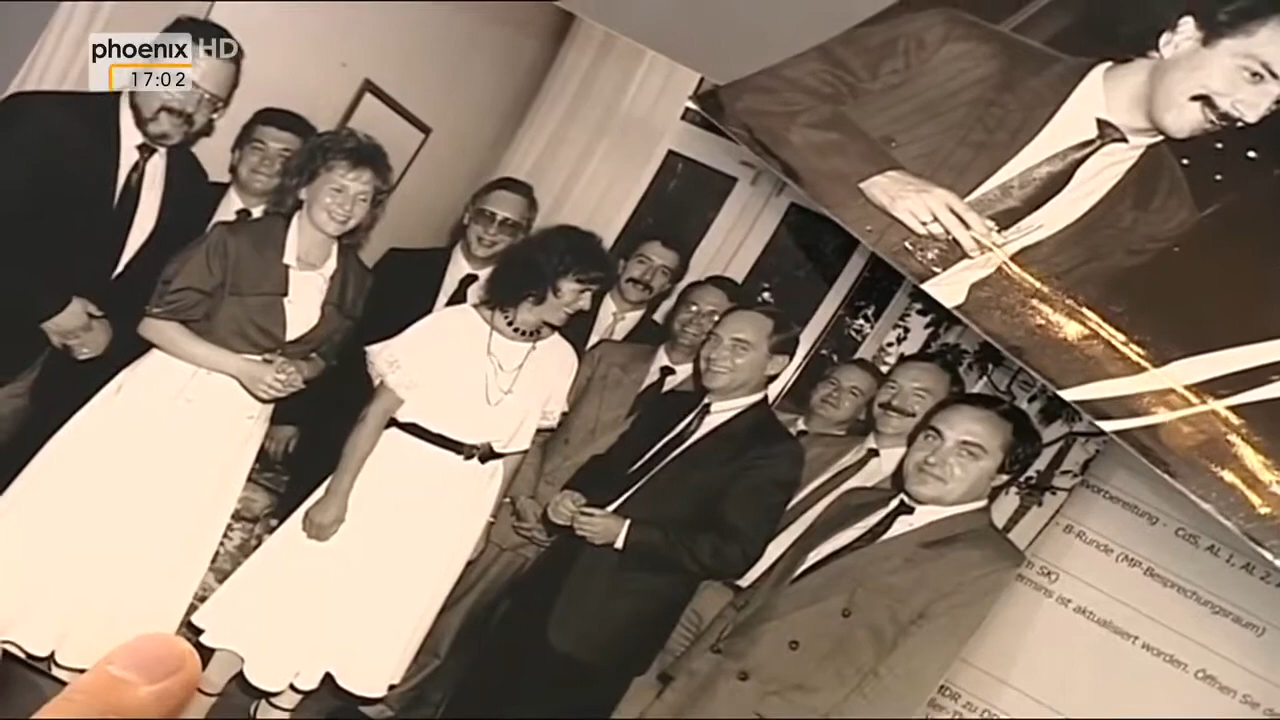 phoenix HD
17:02
vorbereitung - CdS, AL 1, AL 2,
- B-Runde (MP-Besprechungsraum)
SK)
ermins ist aktualisiert worden. Öffnen Sie
MDR zu